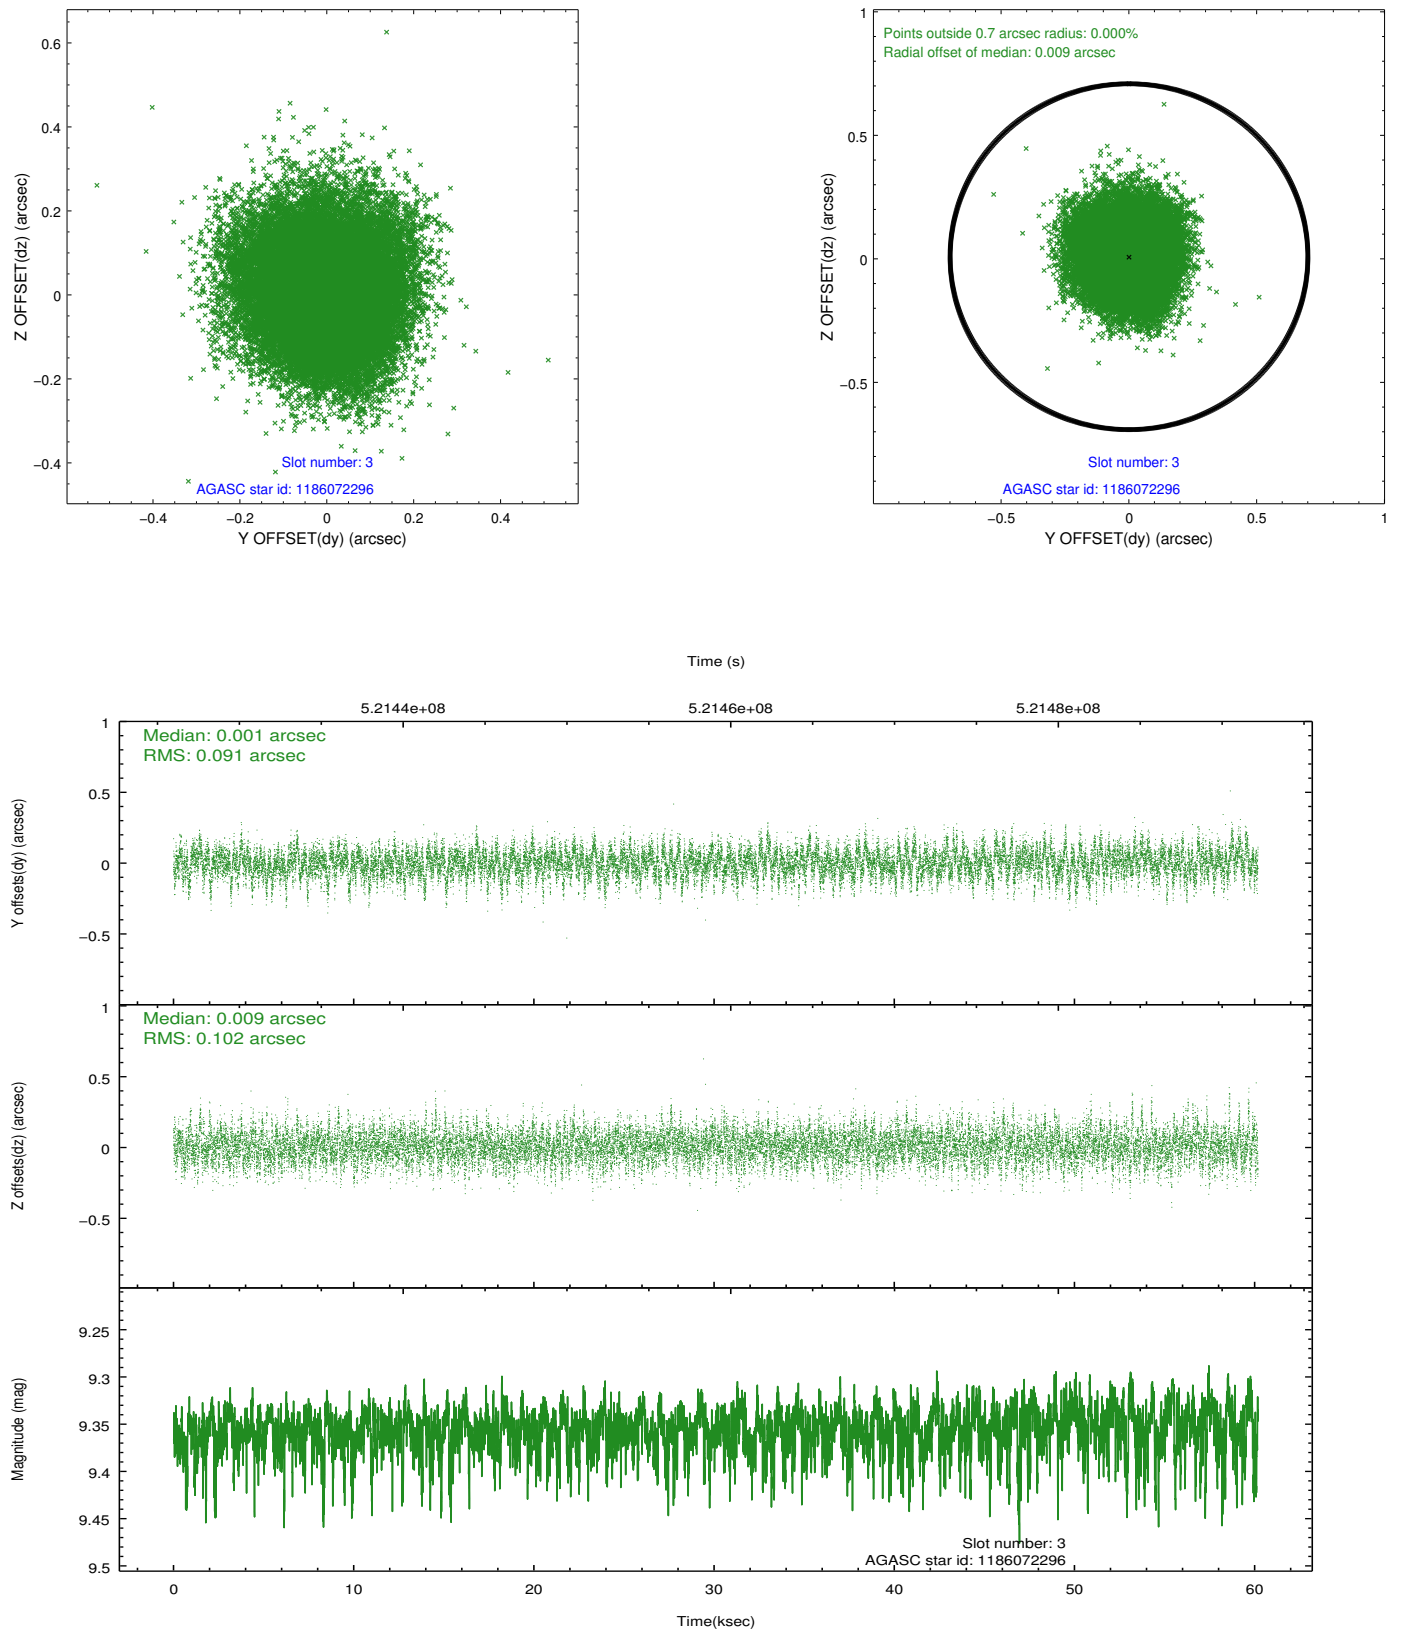 0.6
0.4
0.2
0
−0.2
−0.4
Z OFFSET(dz) (arcsec)
Slot number: 3
AGASC star id: 1186072296
−0.4
−0.2
0
0.2
0.4
Y OFFSET(dy) (arcsec)
1
0.5
0
−0.5
Z OFFSET(dz) (arcsec)
Points outside 0.7 arcsec radius: 0.000%
Radial offset of median: 0.009 arcsec
Slot number: 3
AGASC star id: 1186072296
−0.5
0
0.5
1
Y OFFSET(dy) (arcsec)
Time (s)
5.2144e+08
5.2146e+08
5.2148e+08
1
0.5
0
−0.5
Y offsets(dy) (arcsec)
Median: 0.001 arcsec
RMS: 0.091 arcsec
1
0.5
0
−0.5
Z offsets(dz) (arcsec)
Median: 0.009 arcsec
RMS: 0.102 arcsec
9.25
9.3
9.35
9.4
9.45
9.5
Magnitude (mag)
Slot number: 3
AGASC star id: 1186072296
0
10
20
30
40
50
60
Time(ksec)